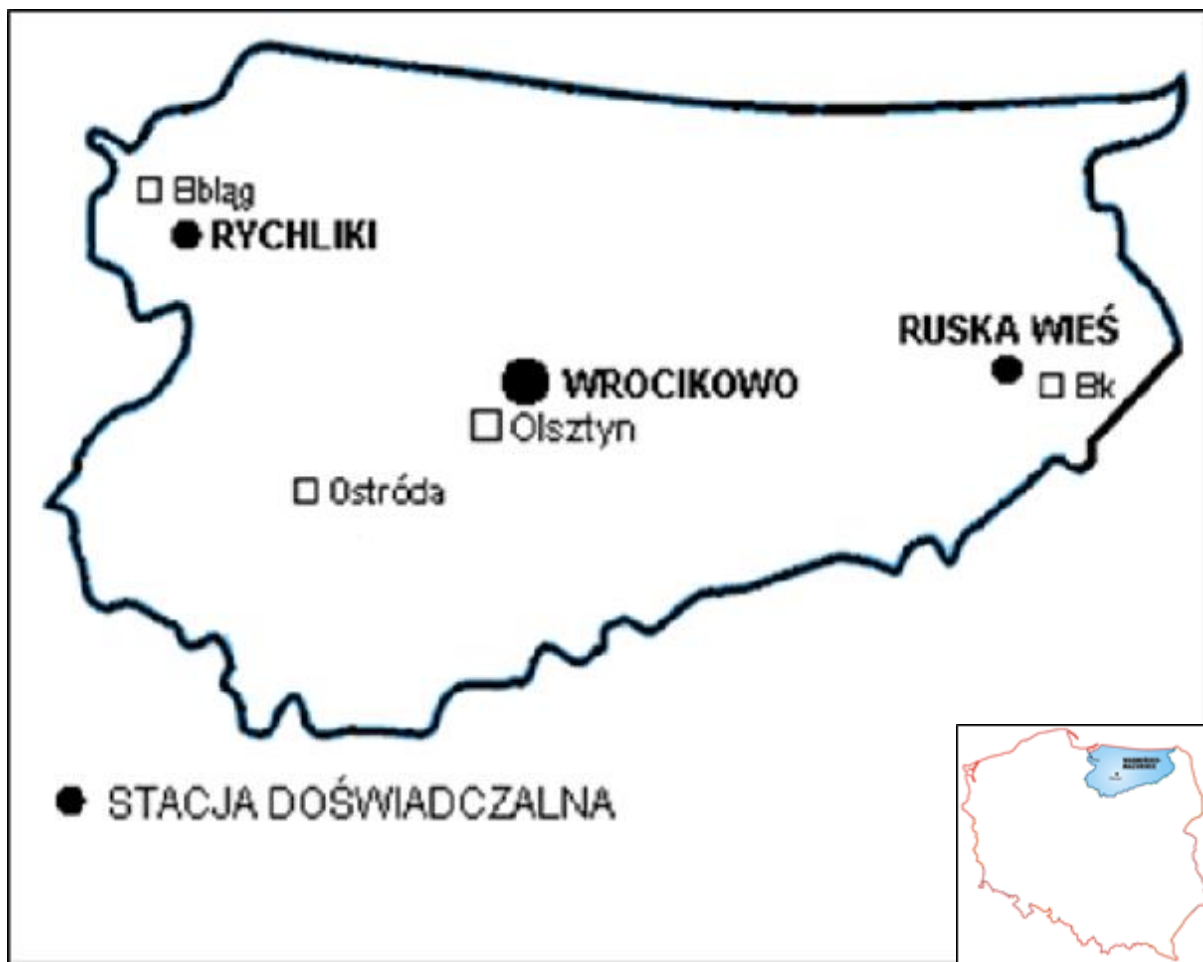 Elbląg
RYCHLIKI
RUSKA WIEŚ
WROCIKOWO
Ełk
Olsztyn
Ostróda
STACJA DOŚWIADCZALNA